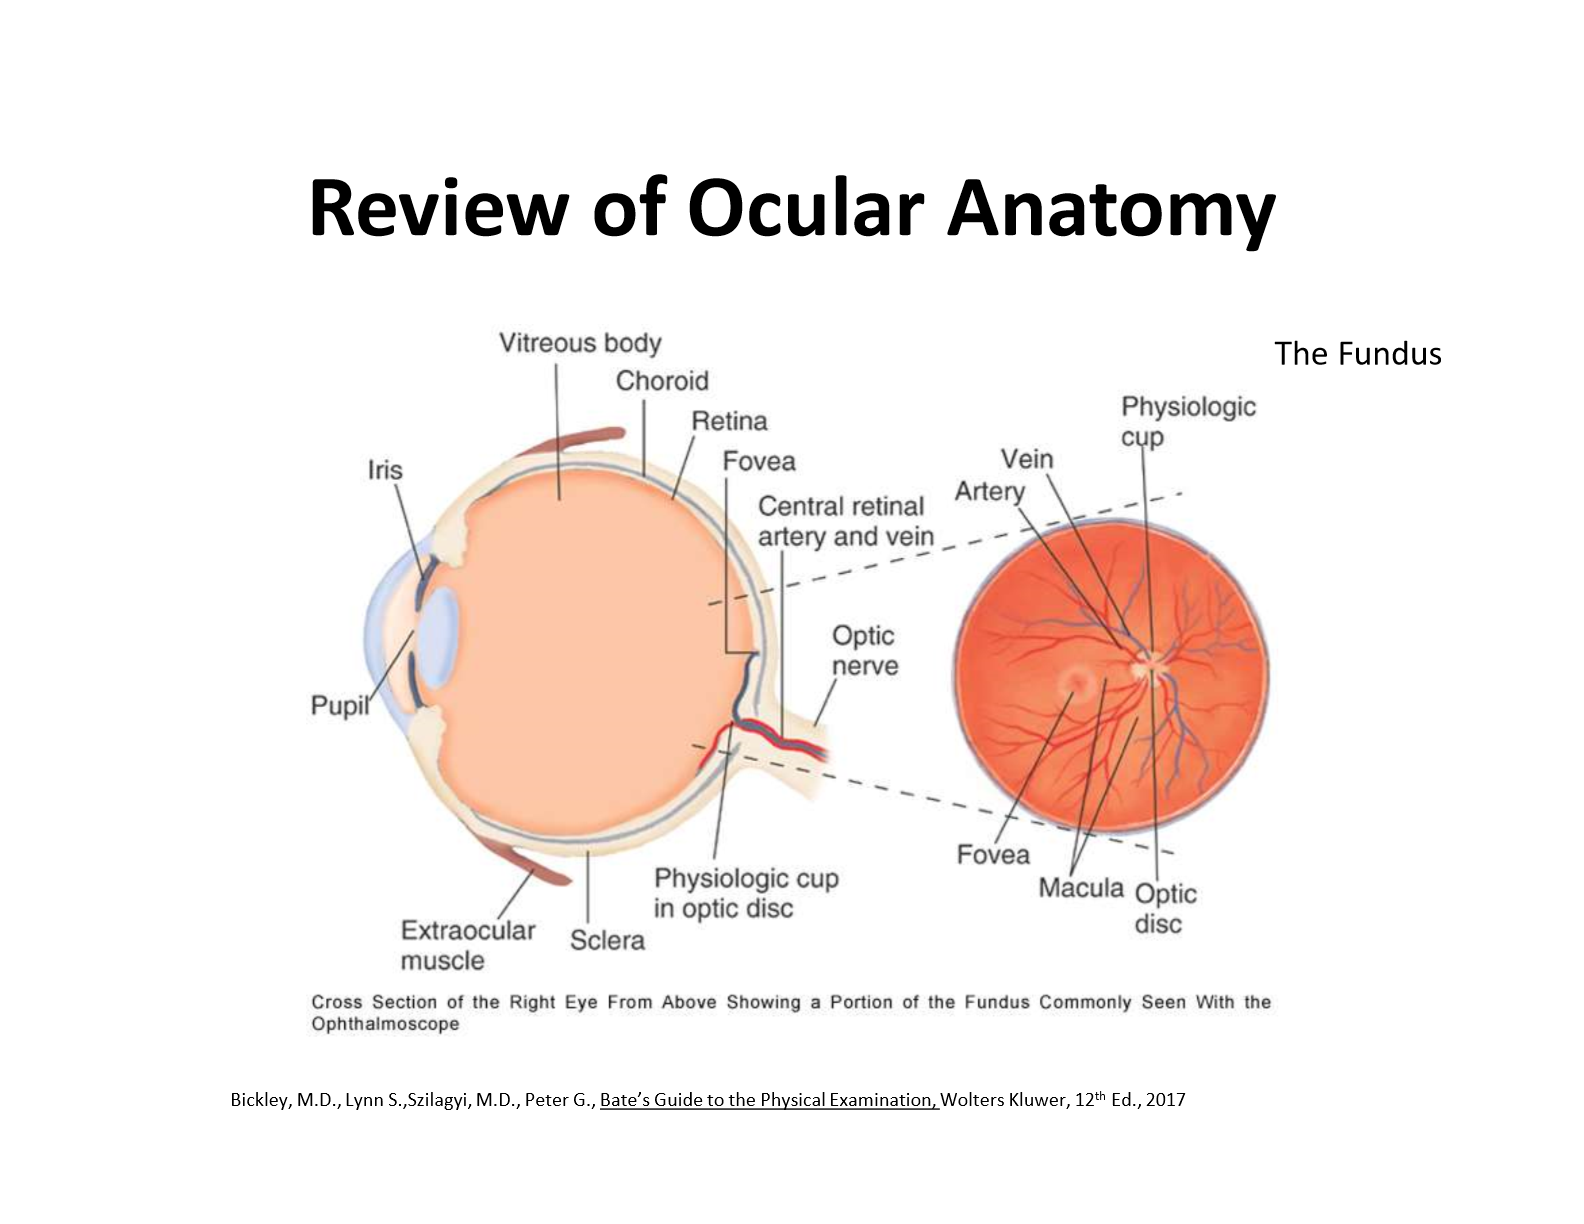 Review of Ocular Anatomy
The Fundus
Vitreous body
Choroid
Retina
Fovea
Iris
Central retinal
artery and vein
Optic
nerve
Pupil
Physiologic cup
in optic disc
Extraocular
muscle
Sclera
Physiologic
cup
Vein
Artery
Fovea
Macula
Optic
disc
Cross Section of the Right Eye From Above Showing a Portion of the Fundus Commonly Seen With the
Ophthalmoscope
Bickley, M.D., Lynn S.,Szilagyi, M.D., Peter G., Bate’s Guide to the Physical Examination, Wolters Kluwer, 12th Ed., 2017